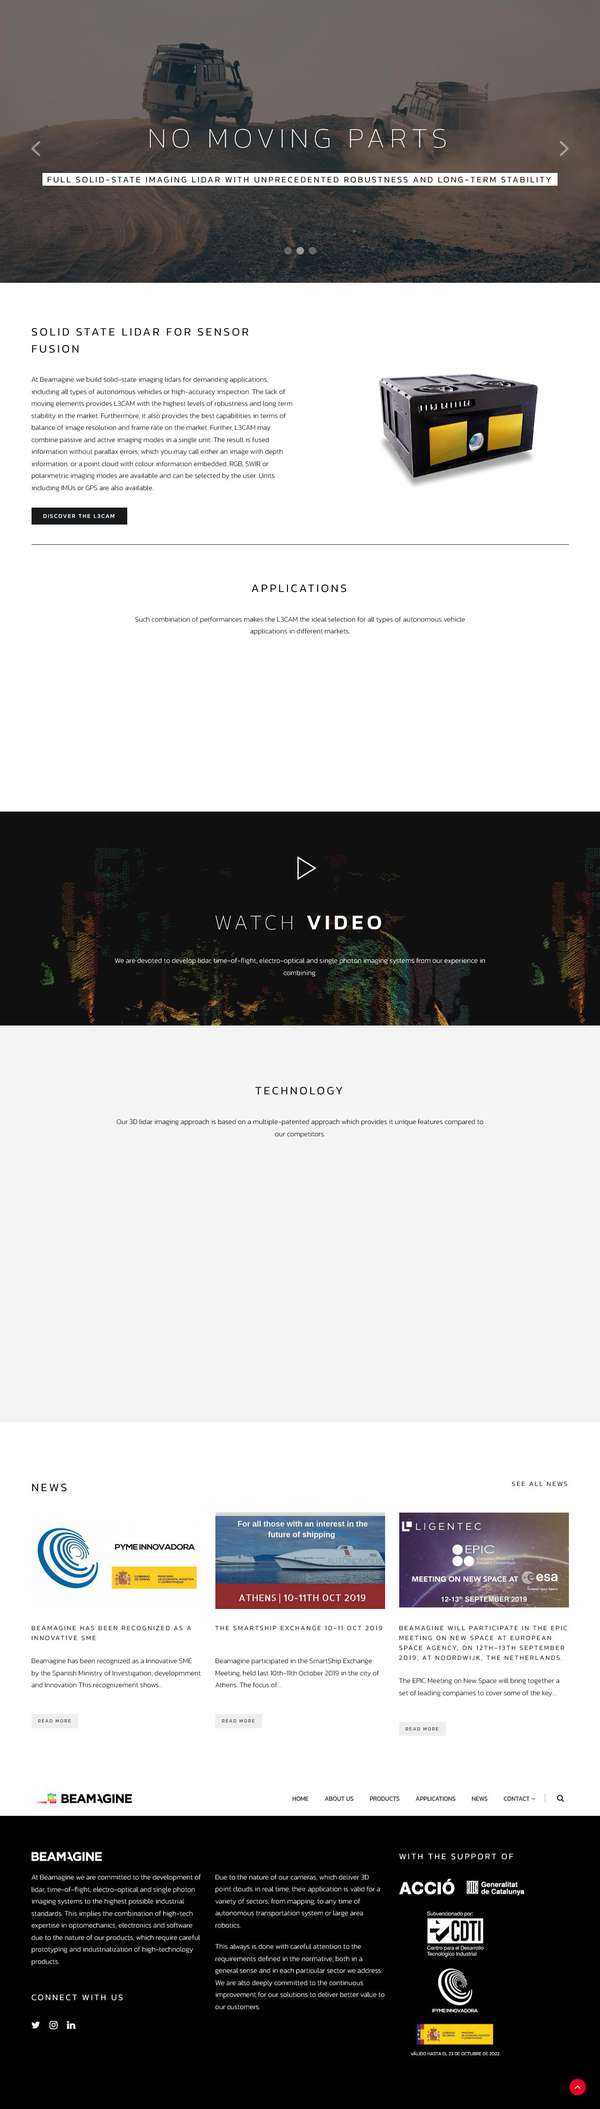 NO MOVING PARTS
FULL SOLID-STATE IMAGING LIDAR WITH UNPRECEDENTED ROBUSTNESS AND LONG-TERM STABILITY
SOLID STATE LIDAR FOR SENSOR
FUSION
At Beamagine we build solid-state imaging lidars for demanding applications,
including all types of autonomous vehicles or high-accuracy inspection. The lack of
moving elements provides L3CAM with the highest levels of robustness and long term
stability in the market. Furthermore, it also provides the best capabilities in terms of
balance of image resolution and frame rate on the market. Further, L3CAM may
combine passive and active imaging modes in a single unit. The result is fused
information without parallax errors, which you may call either an image with depth
information, or a point cloud with colour information embedded. RGB, SWIR or
polarimetric imaging modes are available and can be selected by the user. Units
including IMUs or GPS are also available.
DISCOVER THE L3CAM
APPLICATIONS
Such combination of performances makes the L3CAM the ideal selection for all types of autonomous vehicle
applications in different markets.
WATCH VIDEO
We are devoted to develop lidar, time-of-flight, electro-optical and single photon imaging systems from our experience in
combining.
TECHNOLOGY
Our 3D lidar imaging approach is based on a multiple-patented approach which provides it unique features compared to
our competitors.
NEWS
SEE ALL NEWS
PYME INNOVADORA
For all those with an interest in the
future of shipping
ATHENS | 10-11TH OCT 2019
LIGENTEC
EPIC
MEETING ON NEW SPACE AT esa
12-13th SEPTEMBER 2019
BEAMAGINE HAS BEEN RECOGNIZED AS A
INNOVATIVE SME
Beamagine has been recognized as a Innovative SME
by the Spanish Ministry of Investigation, developmment
and Innovation This recognizement shows...
READ MORE
THE SMARTSHIP EXCHANGE 10-11 OCT 2019
Beamagine participated in the SmartShip Exchange
Meeting, held last 10th-11th October 2019 in the city of
Athens. The focus of...
READ MORE
BEAMAGINE WILL PARTICIPATE IN THE EPIC
MEETING ON NEW SPACE AT EUROPEAN
SPACE AGENCY, ON 12TH-13TH SEPTEMBER
2019, AT NOORDWIJK, THE NETHERLANDS.
The EPIC Meeting on New Space will bring together a
set of leading companies to cover some of the key...
READ MORE
BEAMAGINE
HOME ABOUT US PRODUCTS APPLICATIONS NEWS CONTACT
BEAMAGINE
At Beamagine we are committed to the development of
lidar, time-of-flight, electro-optical and single photon
imaging systems to the highest possible industrial
standards. This implies the combination of high-tech
expertise in optomechanics, electronics and software
due to the nature of our products, which require careful
prototyping and industrialization of high-technology
products.
CONNECT WITH US
Due to the nature of our cameras, which deliver 3D
point clouds in real time, their application is valid for a
variety of sectors, from mapping, to any time of
autonomous transportation system or large area
robotics.
This always is done with careful attention to the
requirements defined in the normative, both in a
general sense and in each particular sector we address.
We are also deeply committed to the continuous
improvement for our solutions to deliver better value to
our customers.
WITH THE SUPPORT OF
ACCIÓ
Generalitat
de Catalunya
Subvencionado por:
CDTI
Centro para el Desarrollo
Tecnológico Industrial
PYME INNOVADORA
VÁLIDO HASTA EL 23 DE OCTUBRE DE 2022